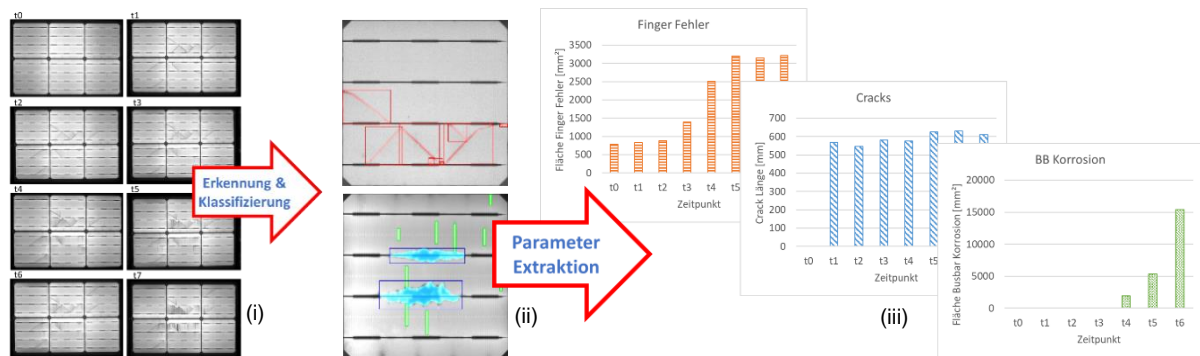 t0
t1
t2
t3
t4
t5
t6
t7
(i)
Erkennung &
Klassifizierung
(ii)
Parameter
Extraktion
Finger Fehler
Fläche Finger Fehler [mm²]
3500
3000
2500
2000
1500
1000
500
0
t0 t1 t2 t3 t4 t5
Zeitpunkt
Cracks
Crack Länge [mm]
700
600
500
400
300
200
100
0
t0 t1 t2 t3 t4 t5
Zeitpunkt
(iii)
BB Korrosion
Fläche Busbar Korrosion [mm²]
20000
15000
10000
5000
0
t0 t1 t2 t3 t4 t5 t6
Zeitpunkt